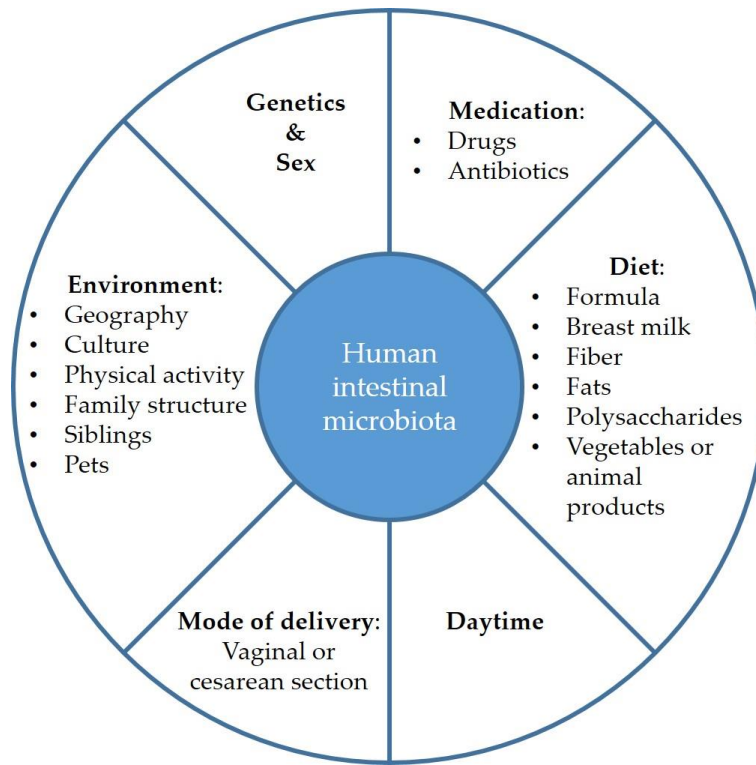 Genetics
&
Sex
Medication:
• Drugs
• Antibiotics
Diet:
• Formula
• Breast milk
• Fiber
• Fats
• Polysaccharides
• Vegetables or
animal
products
Daytime
Mode of delivery:
Vaginal or
cesarean section
Environment:
• Geography
• Culture
• Physical activity
• Family structure
• Siblings
• Pets
Human
intestinal
microbiota